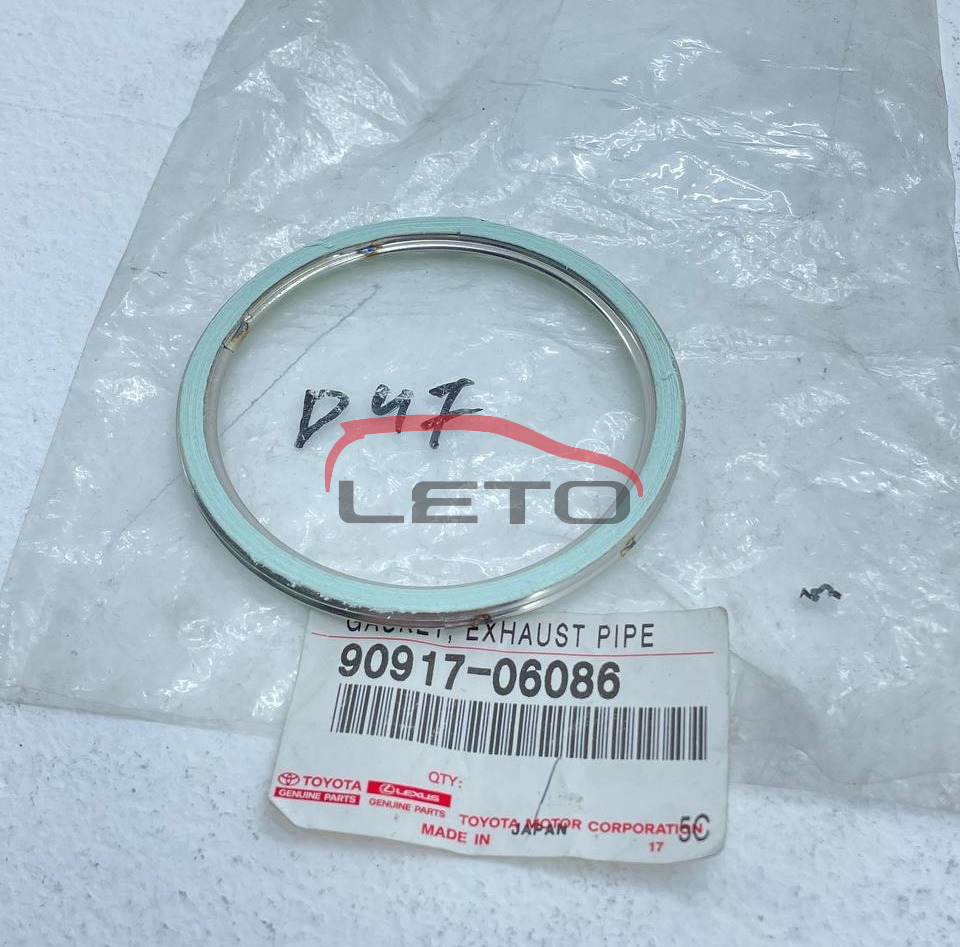 D4F
LETO
GASKET, EXHAUST PIPE
90917-06086
QTY:
TOYOTA
GENUINE PARTS
LEXUS
GENUINE PARTS
TOYOTA MOTOR CORPORATION
MADE IN JAPAN
17
5C